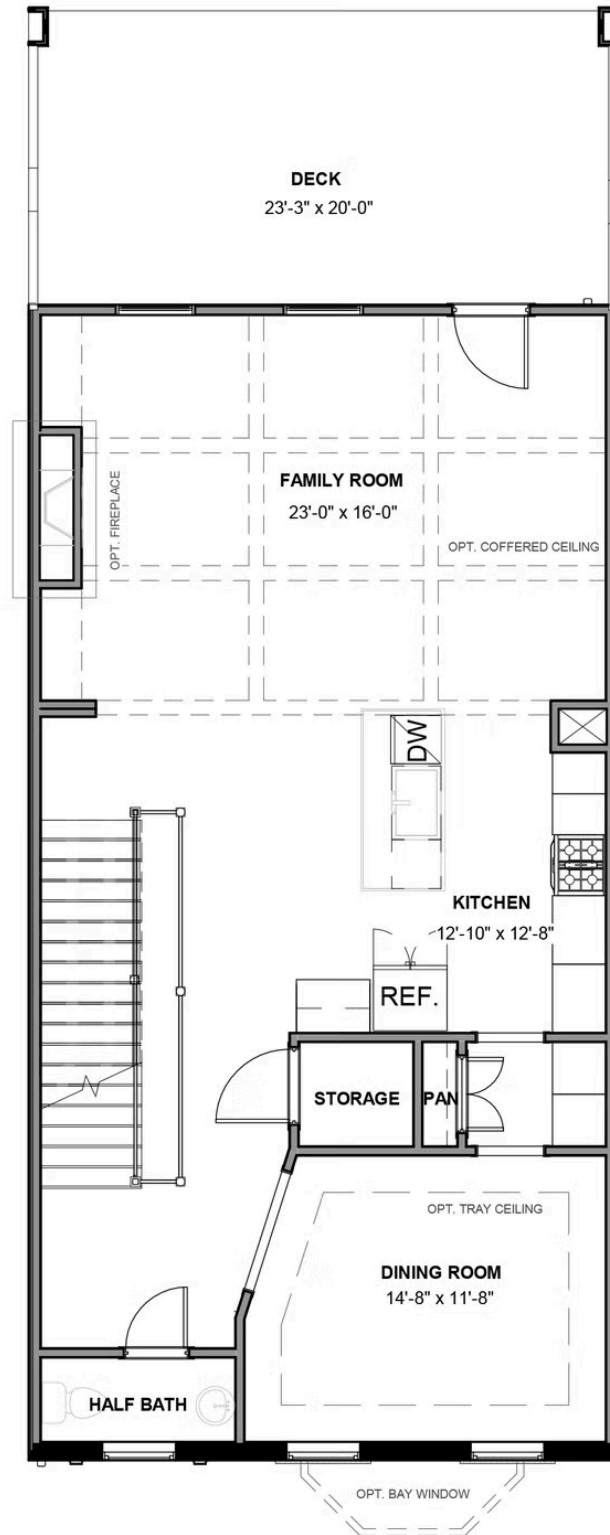 DECK
23'-3" x 20'-0"
FAMILY ROOM
23'-0" x 16'-0"
OPT. FIREPLACE
OPT. COFFERED CEILING
DW
KITCHEN
12'-10" x 12'-8"
REF.
STORAGE
PAN
OPT. TRAY CEILING
DINING ROOM
14'-8" x 11'-8"
HALF BATH
OPT. BAY WINDOW